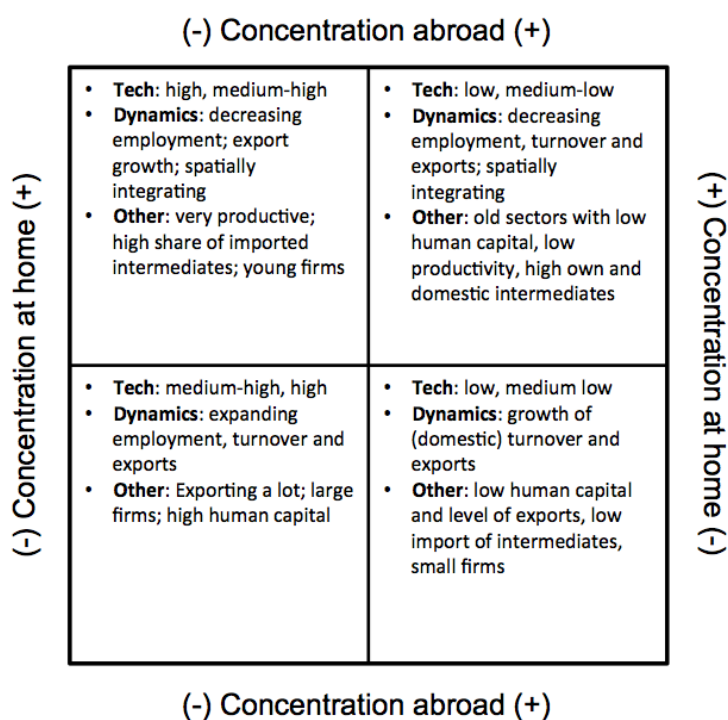 (-) Concentration abroad (+)
(-) Concentration at home (+)
• Tech: high, medium-high
• Dynamics: decreasing
employment; export
growth; spatially
integrating
• Other: very productive;
high share of imported
intermediates; young firms
• Tech: low, medium-low
• Dynamics: decreasing
employment, turnover and
exports; spatially
integrating
• Other: old sectors with low
human capital, low
productivity, high own and
domestic intermediates
(+) Concentration at home (-)
• Tech: medium-high, high
• Dynamics: expanding
employment, turnover and
exports
• Other: Exporting a lot; large
firms; high human capital
• Tech: low, medium low
• Dynamics: growth of
(domestic) turnover and
exports
• Other: low human capital
and level of exports, low
import of intermediates,
small firms
(-) Concentration abroad (+)